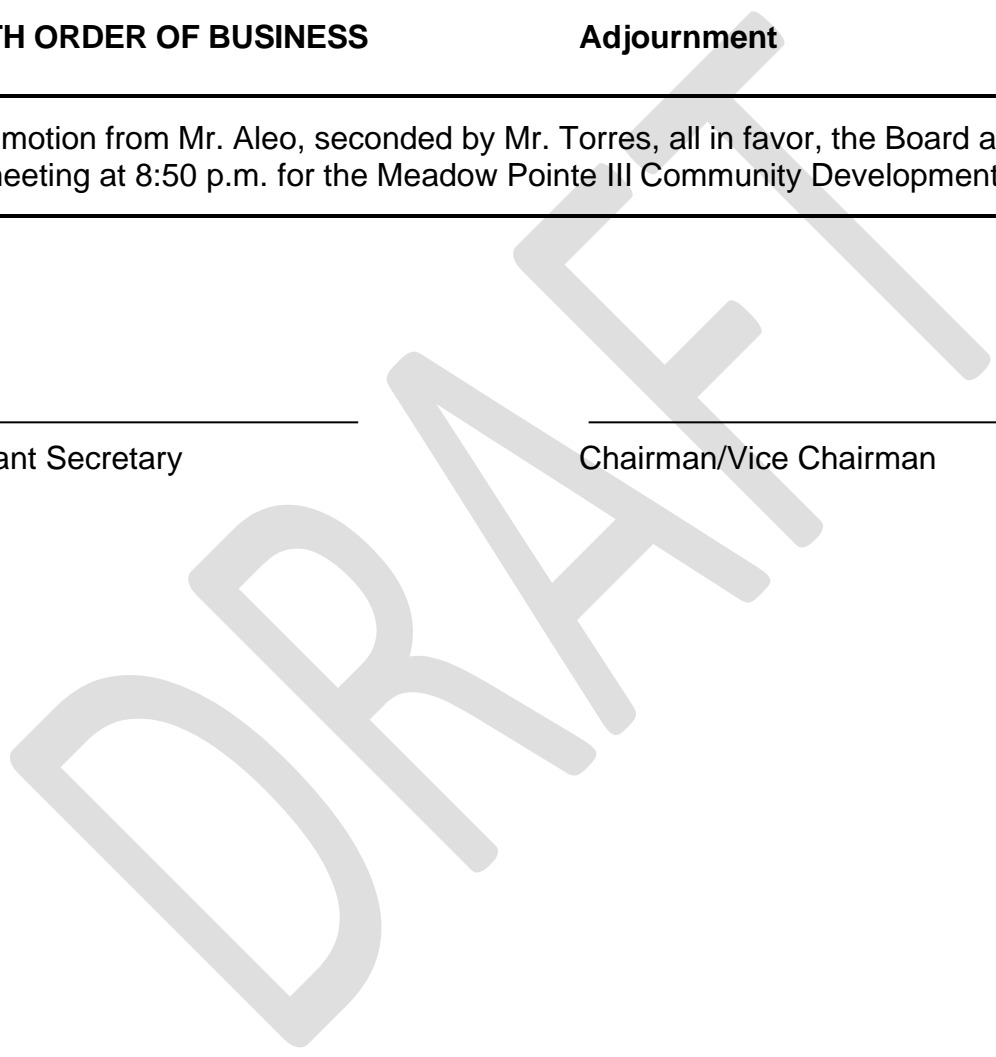 TH ORDER OF BUSINESS Adjournment
motion from Mr. Aleo, seconded by Mr. Torres, all in favor, the Board a
meeting at 8:50 p.m. for the Meadow Pointe III Community Development
ant Secretary Chairman/Vice Chairman
DRAFT